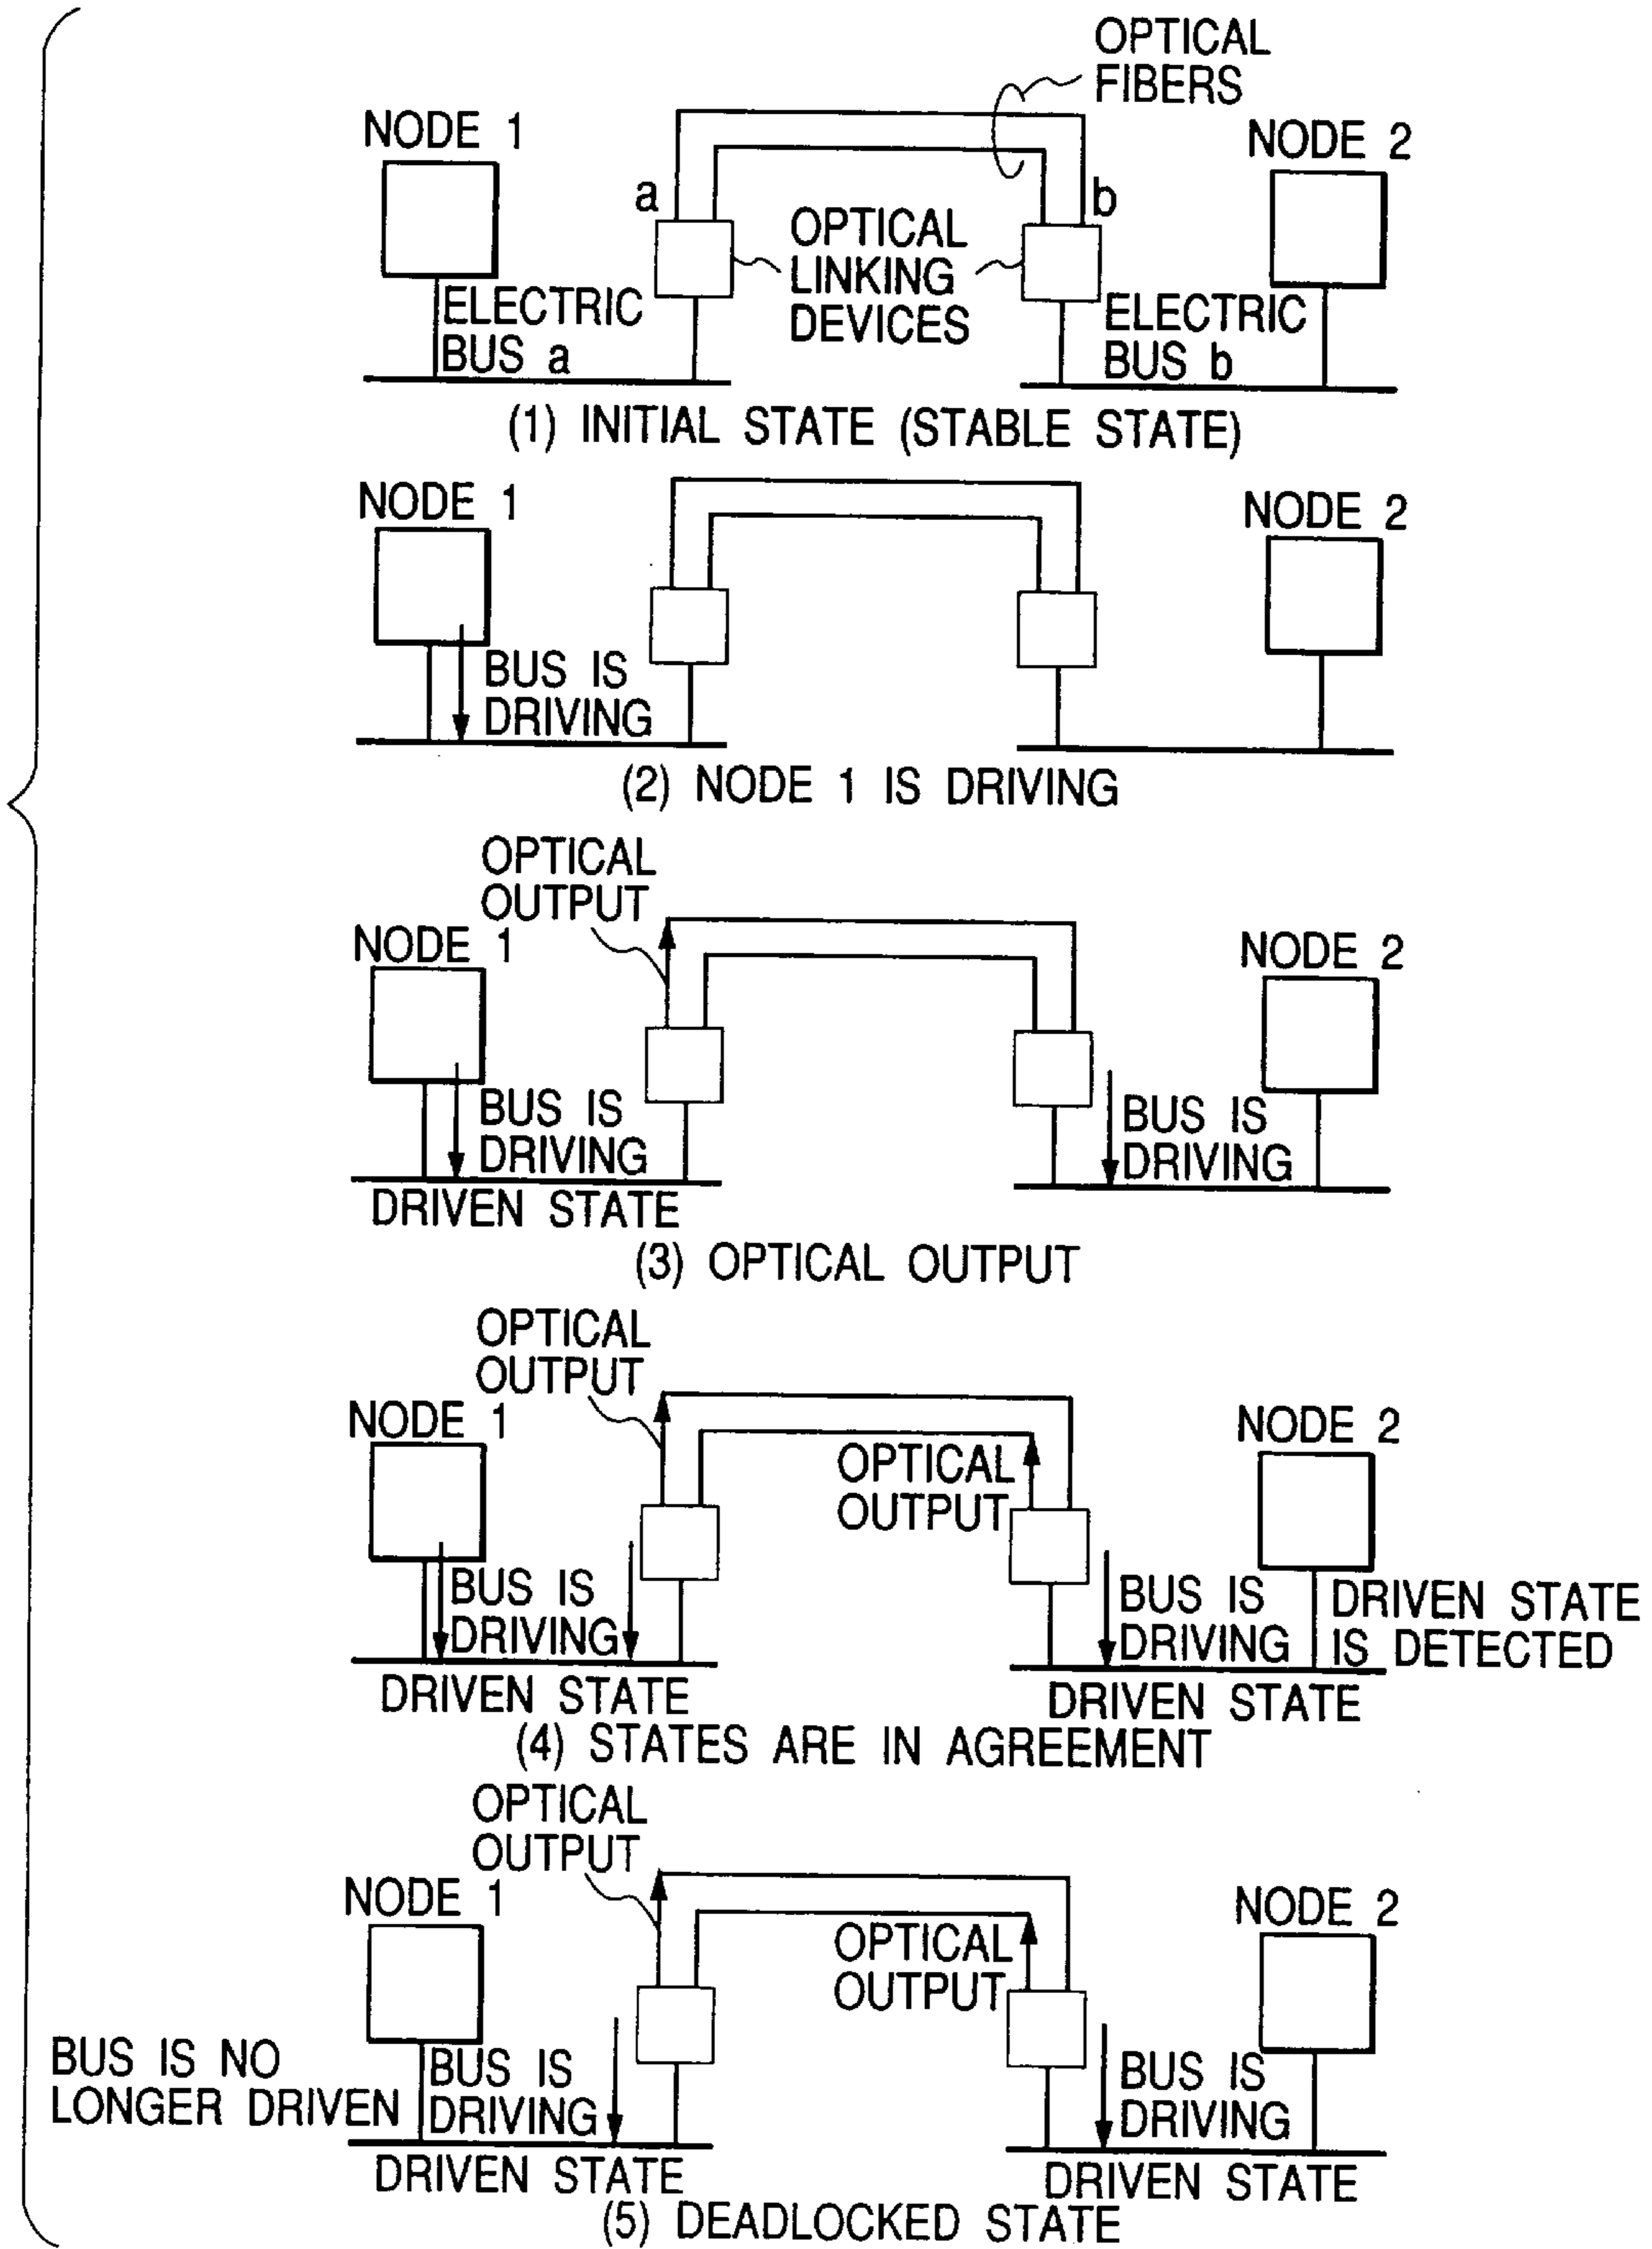 OPTICAL
FIBERS
NODE 1
NODE 2
a
b
OPTICAL
LINKING
DEVICES
ELECTRIC
BUS a
ELECTRIC
BUS b
(1) INITIAL STATE (STABLE STATE)
NODE 1
NODE 2
BUS IS
DRIVING
(2) NODE 1 IS DRIVING
OPTICAL
OUTPUT
NODE 1
NODE 2
BUS IS
DRIVING
BUS IS
DRIVING
DRIVEN STATE
(3) OPTICAL OUTPUT
OPTICAL
OUTPUT
NODE 1
NODE 2
OPTICAL
OUTPUT
BUS IS
DRIVING
BUS IS
DRIVING
DRIVEN STATE
IS DETECTED
DRIVEN STATE
DRIVEN STATE
(4) STATES ARE IN AGREEMENT
OPTICAL
OUTPUT
NODE 1
NODE 2
OPTICAL
OUTPUT
BUS IS NO
LONGER DRIVEN
BUS IS
DRIVING
BUS IS
DRIVING
DRIVEN STATE
DRIVEN STATE
(5) DEADLOCKED STATE